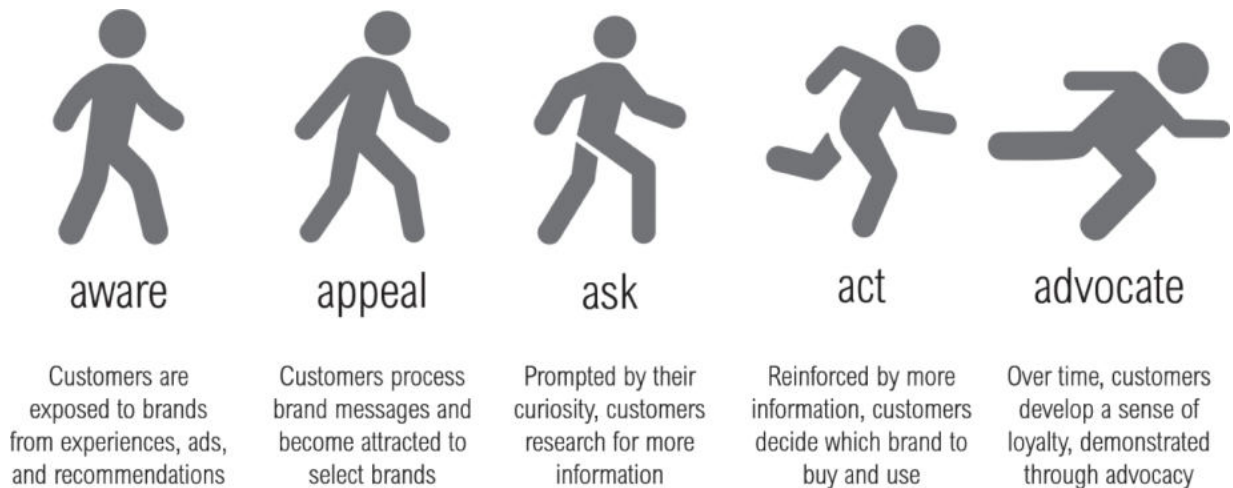 aware
Customers are
exposed to brands
from experiences, ads,
and recommendations
appeal
Customers process
brand messages and
become attracted to
select brands
ask
Prompted by their
curiosity, customers
research for more
information
act
Reinforced by more
information, customers
decide which brand to
buy and use
advocate
Over time, customers
develop a sense of
loyalty, demonstrated
through advocacy